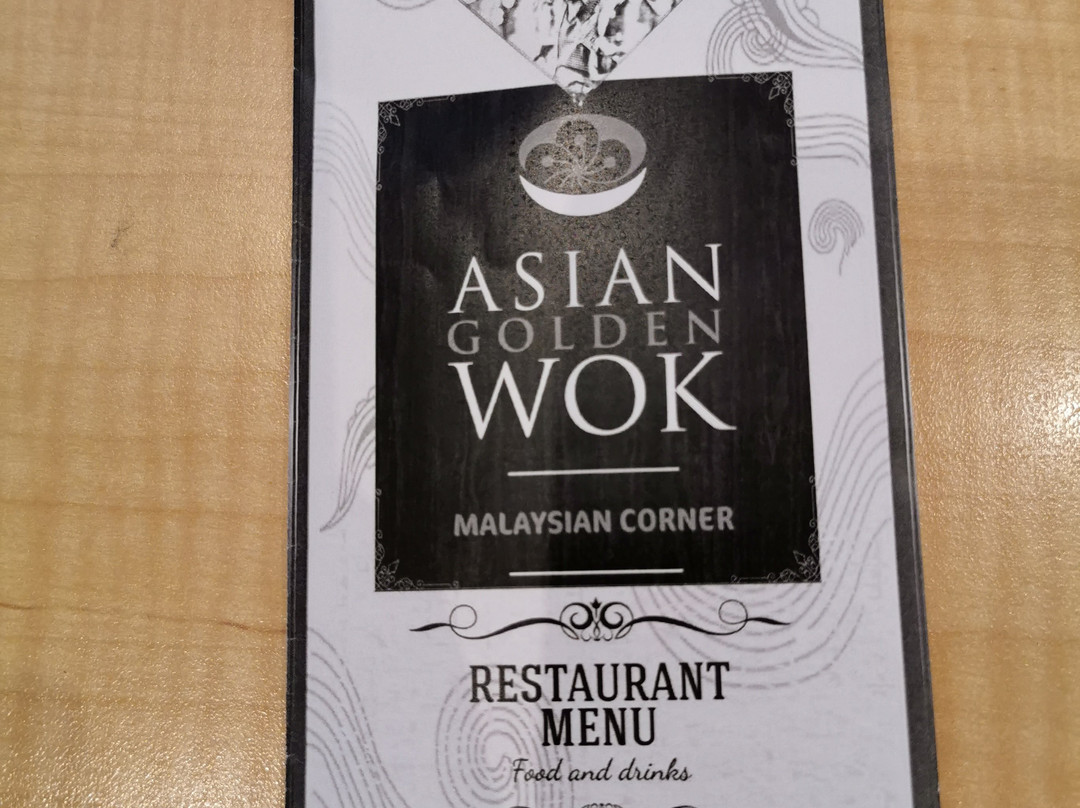 ASIAN
GOLDEN
WOK
MALAYSIAN CORNER
RESTAURANT
MENU
Food and drinks